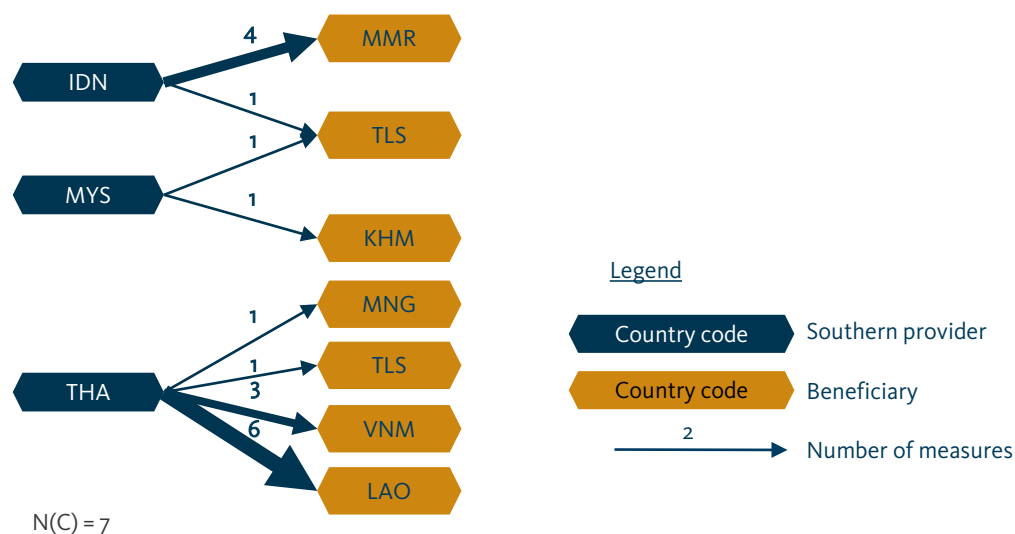 4
MMR
IDN
1
TLS
1
MYS
1
KHM
MNG
1
TLS
1
THA
3
VNM
6
LAO
N(C) = 7
Legend
Country code
Southern provider
Country code
Beneficiary
2
Number of measures